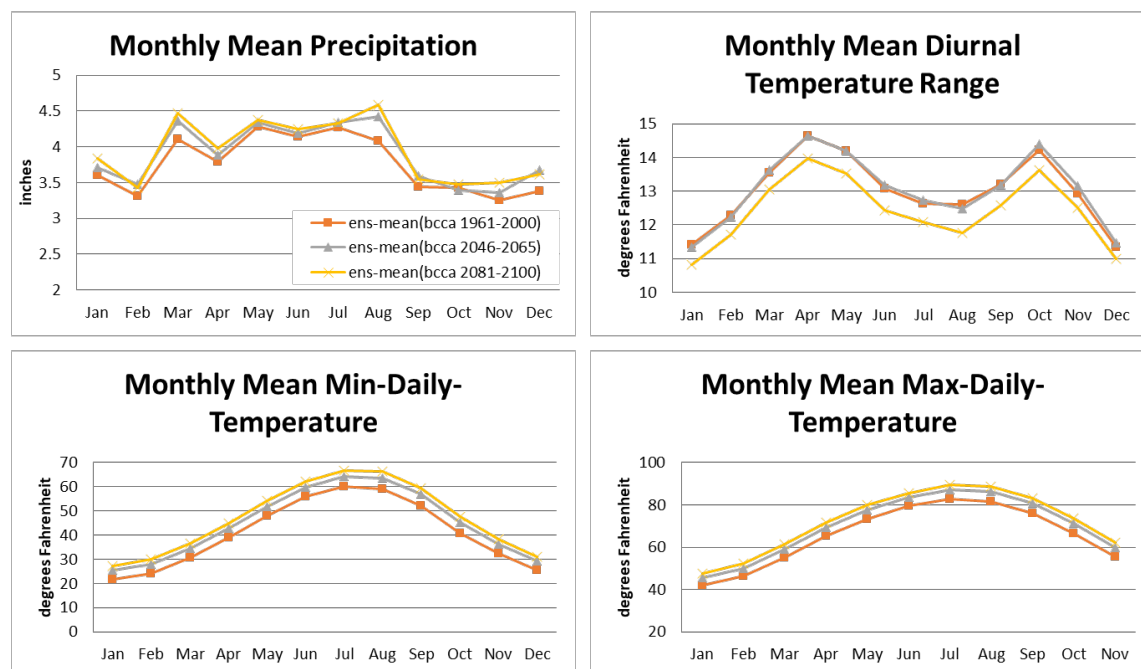 Monthly Mean Precipitation
inches
5
4.5
4
3.5
3
2.5
2
ens-mean(bcca 1961-2000)
ens-mean(bcca 2046-2065)
ens-mean(bcca 2081-2100)
Jan Feb Mar Apr May Jun Jul Aug Sep Oct Nov Dec
Monthly Mean Diurnal
Temperature Range
degrees Fahrenheit
15
14
13
12
11
10
Jan Feb Mar Apr May Jun Jul Aug Sep Oct Nov Dec
Monthly Mean Min-Daily-
Temperature
degrees Fahrenheit
70
60
50
40
30
20
10
0
Jan Feb Mar Apr May Jun Jul Aug Sep Oct Nov Dec
Monthly Mean Max-Daily-
Temperature
degrees Fahrenheit
100
80
60
40
20
Jan Feb Mar Apr May Jun Jul Aug Sep Oct Nov